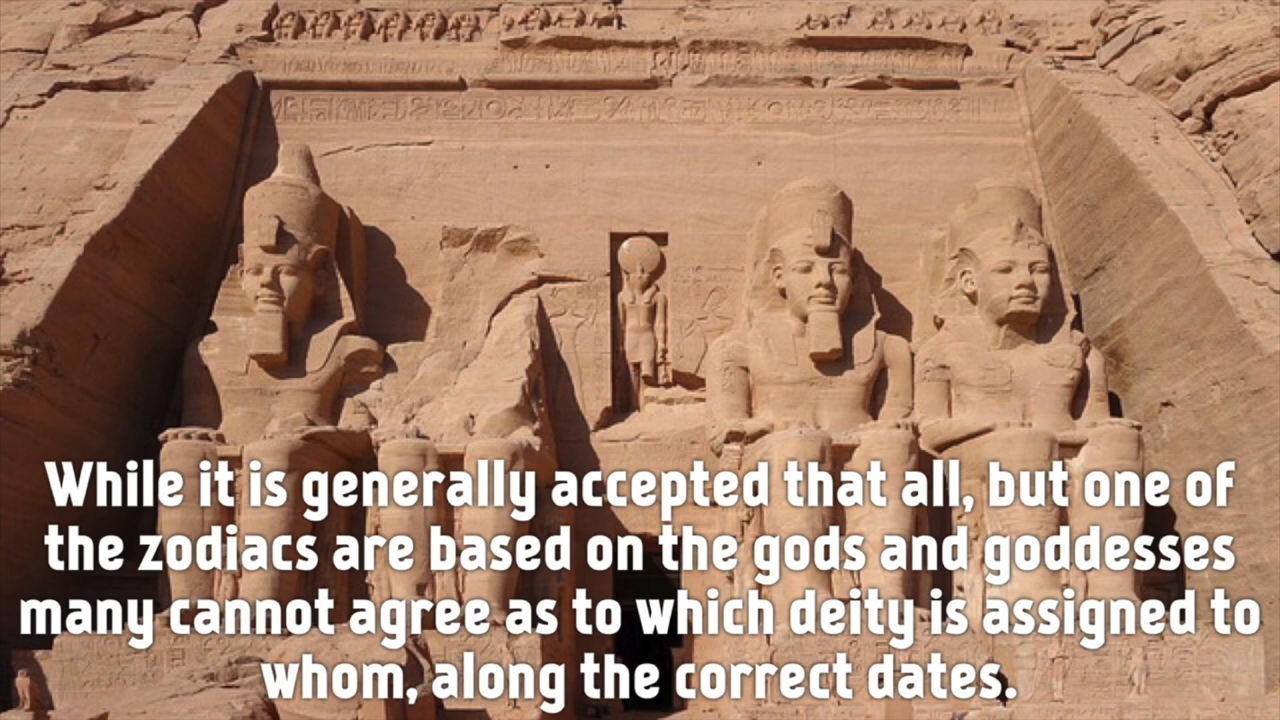 While it is generally accepted that all, but one of
the zodiacs are based on the gods and goddesses
many cannot agree as to which deity is assigned to
whom, along the correct dates.